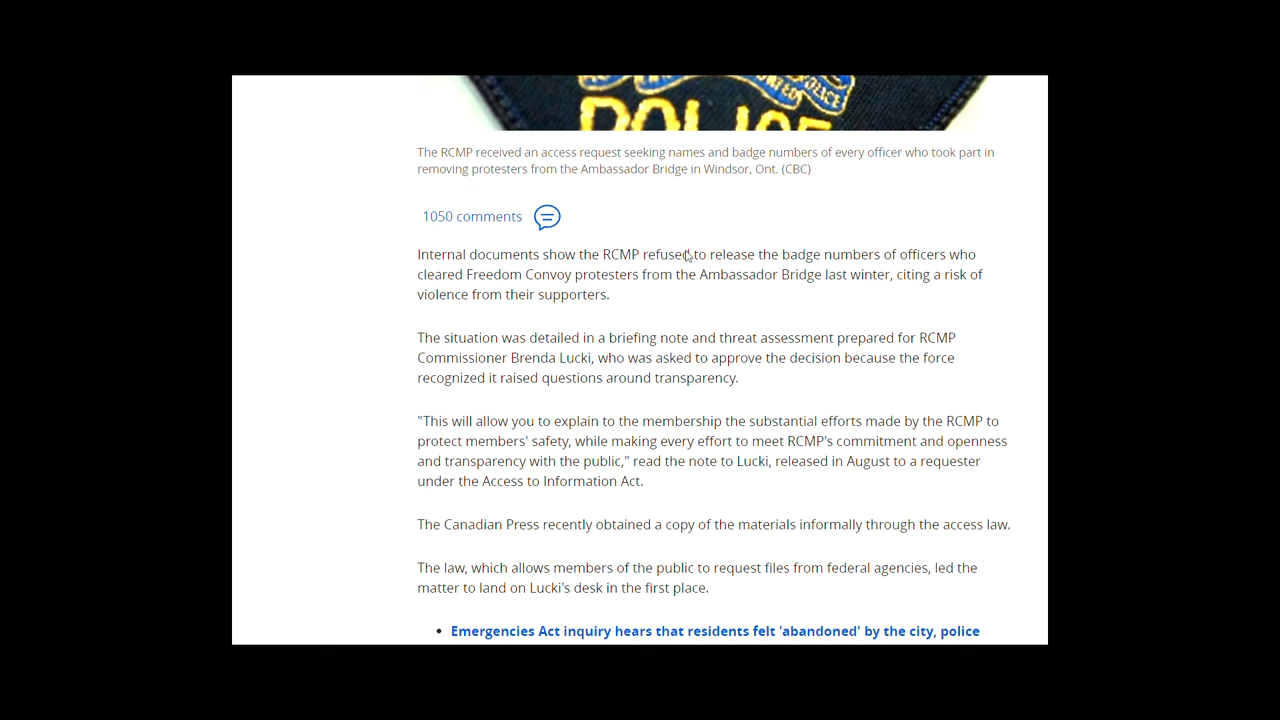 UNTED POLICE
POLICE
The RCMP received an access request seeking names and badge numbers of every officer who took part in
removing protesters from the Ambassador Bridge in Windsor, Ont. (CBC)
1050 comments
Internal documents show the RCMP refused to release the badge numbers of officers who
cleared Freedom Convoy protesters from the Ambassador Bridge last winter, citing a risk of
violence from their supporters.
The situation was detailed in a briefing note and threat assessment prepared for RCMP
Commissioner Brenda Lucki, who was asked to approve the decision because the force
recognized it raised questions around transparency.
"This will allow you to explain to the membership the substantial efforts made by the RCMP to
protect members' safety, while making every effort to meet RCMP's commitment and openness
and transparency with the public," read the note to Lucki, released in August to a requester
under the Access to Information Act.
The Canadian Press recently obtained a copy of the materials informally through the access law.
The law, which allows members of the public to request files from federal agencies, led the
matter to land on Lucki's desk in the first place.
• Emergencies Act inquiry hears that residents felt 'abandoned' by the city, police